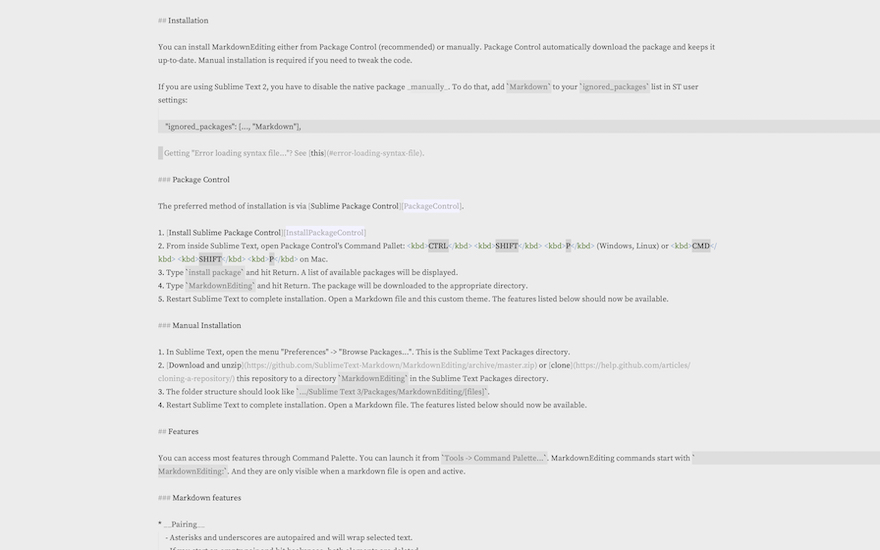 ## Installation
You can install MarkdownEditing either from Package Control (recommended) or manually. Package Control automatically download the package and keeps it
up-to-date. Manual installation is required if you need to tweak the code.
If you are using Sublime Text 2, you have to disable the native package _manually_. To do that, add `Markdown` to your `ignored_packages` list in ST user
settings:
"ignored_packages": [..., "Markdown"],
Getting "Error loading syntax file..."? See [this](#error-loading-syntax-file).
### Package Control
The preferred method of installation is via [Sublime Package Control][PackageControl].
1. [Install Sublime Package Control][InstallPackageControl]
2. From inside Sublime Text, open Package Control's Command Pallet: <kbd>CTRL</kbd> <kbd>SHIFT</kbd> <kbd>P</kbd> (Windows, Linux) or <kbd>CMD</
kbd> <kbd>SHIFT</kbd> <kbd>P</kbd> on Mac.
3. Type `install package` and hit Return. A list of available packages will be displayed.
4. Type `MarkdownEditing` and hit Return. The package will be downloaded to the appropriate directory.
5. Restart Sublime Text to complete installation. Open a Markdown file and this custom theme. The features listed below should now be available.
### Manual Installation
1. In Sublime Text, open the menu "Preferences" -> "Browse Packages...". This is the Sublime Text Packages directory.
2. [Download and unzip](https://github.com/SublimeText-Markdown/MarkdownEditing/archive/master.zip) or [clone](https://help.github.com/articles/
cloning-a-repository/) this repository to a directory `MarkdownEditing` in the Sublime Text Packages directory.
3. The folder structure should look like `.../Sublime Text 3/Packages/MarkdownEditing/[files]`.
4. Restart Sublime Text to complete installation. Open a Markdown file. The features listed below should now be available.
## Features
You can access most features through Command Palette. You can launch it from `Tools -> Command Palette...`. MarkdownEditing commands start with `
MarkdownEditing:`. And they are only visible when a markdown file is open and active.
### Markdown features
* __Pairing__
- Asterisks and underscores are autopaired and will wrap selected text.